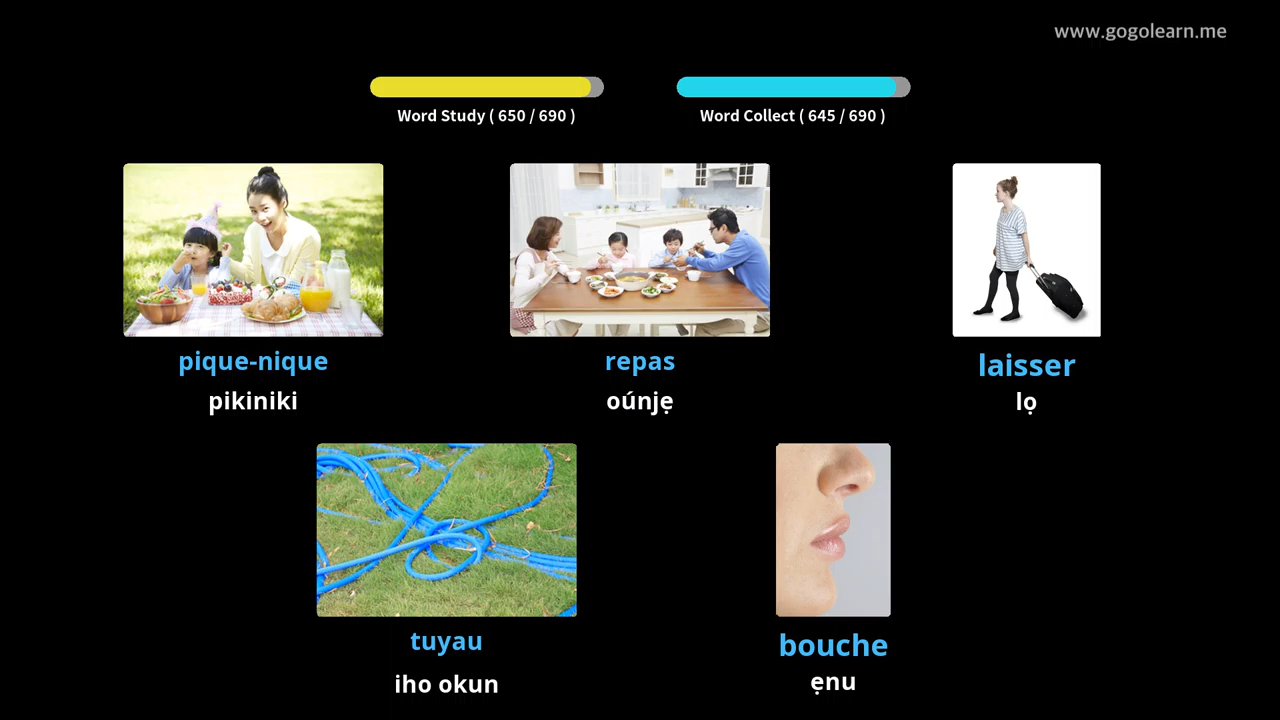 www.gogolearn.me
Word Study ( 650 / 690 )
Word Collect ( 645 / 690 )
pique-nique
pikiniki
repas
oúnjẹ
laisser
lọ
tuyau
iho okun
bouche
ẹnu